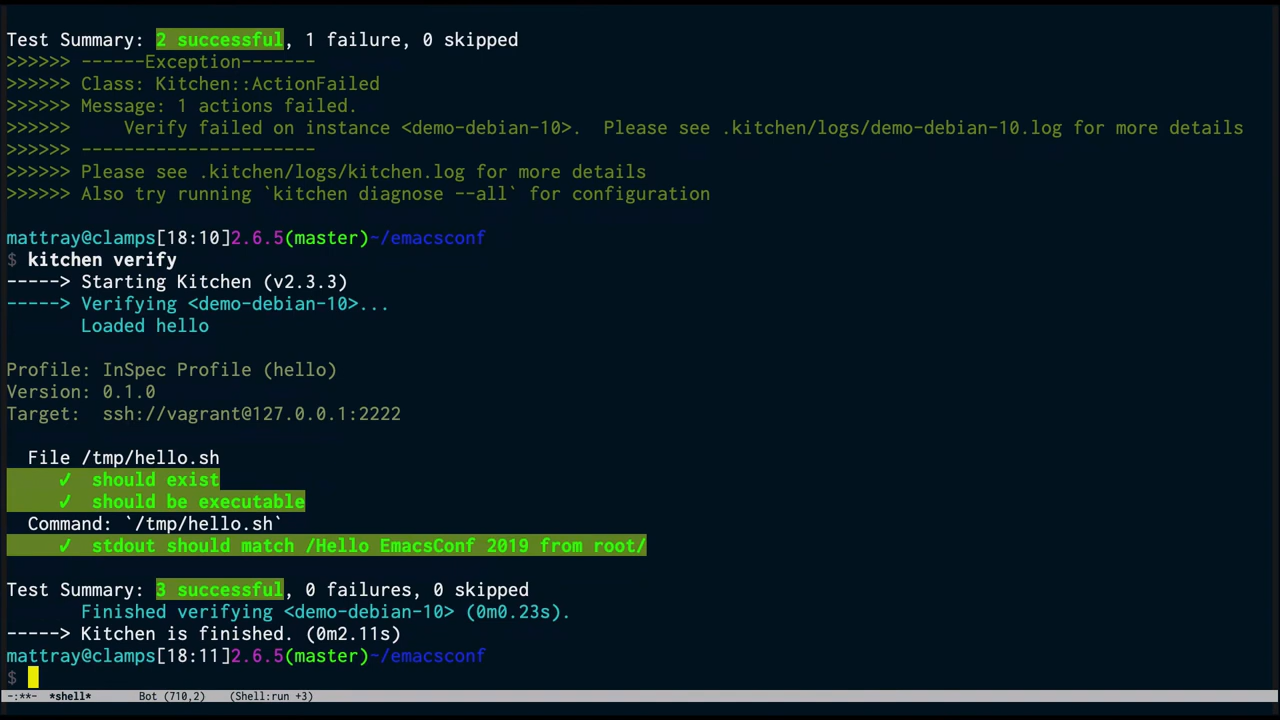 Test Summary: 2 successful, 1 failure, 0 skipped
>>>>>> ------Exception-------
>>>>>> Class: Kitchen::ActionFailed
>>>>>> Message: 1 actions failed.
>>>>>>     Verify failed on instance <demo-debian-10>.  Please see .kitchen/logs/demo-debian-10.log for more details
>>>>>> ----------------------
>>>>>> Please see .kitchen/logs/kitchen.log for more details
>>>>>> Also try running `kitchen diagnose --all` for configuration
mattray@clamps[18:10]2.6.5(master)~/emacsconf
$ kitchen verify
-----> Starting Kitchen (v2.3.3)
-----> Verifying <demo-debian-10>...
       Loaded hello
Profile: InSpec Profile (hello)
Version: 0.1.0
Target:  ssh://vagrant@127.0.0.1:2222
  File /tmp/hello.sh
     ✓  should exist
     ✓  should be executable
  Command: `/tmp/hello.sh`
     ✓  stdout should match /Hello EmacsConf 2019 from root/
Test Summary: 3 successful, 0 failures, 0 skipped
       Finished verifying <demo-debian-10> (0m0.23s).
-----> Kitchen is finished. (0m2.11s)
mattray@clamps[18:11]2.6.5(master)~/emacsconf
$
-:**-  *shell*      Bot (710,2)    (Shell:run +3)